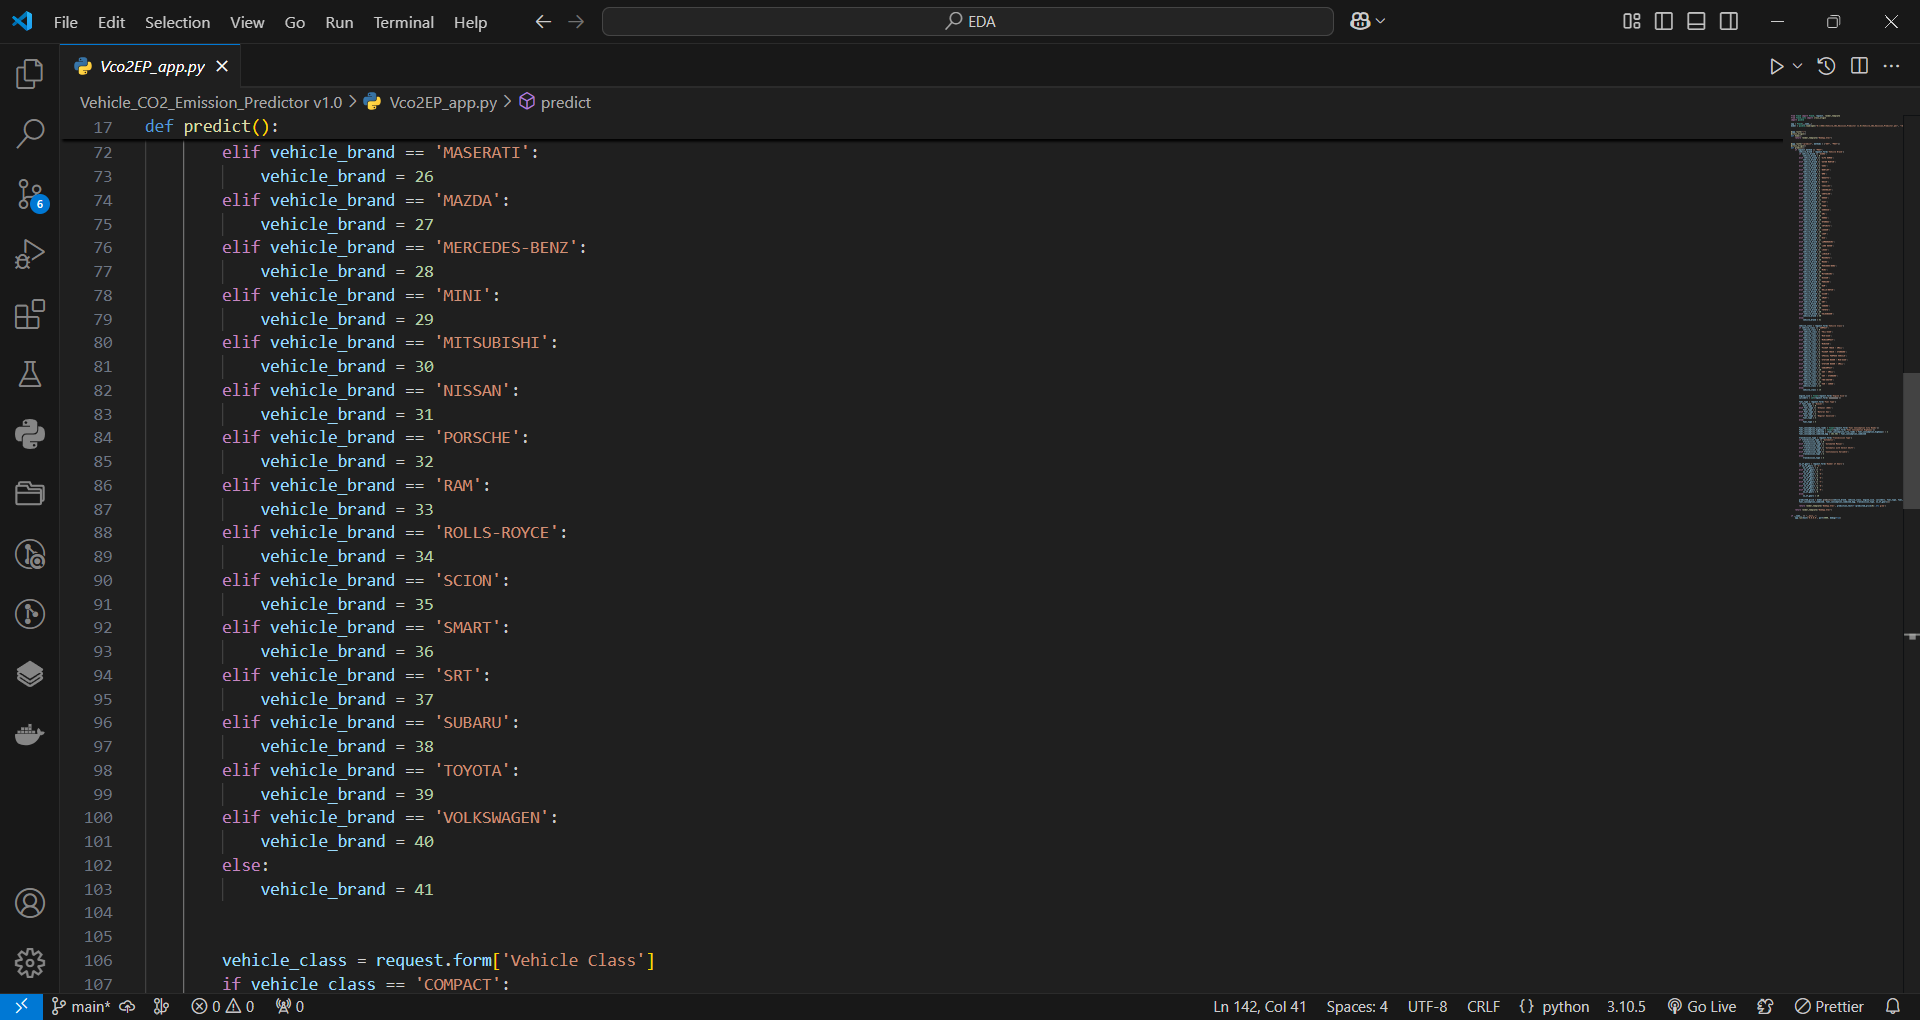 File Edit Selection View Go Run Terminal Help EDA
Vco2EP_app.py
Vehicle_CO2_Emission_Predictor v1.0 > Vco2EP_app.py > predict
17 def predict():
72 elif vehicle_brand == 'MASERATI':
73 vehicle_brand = 26
74 elif vehicle_brand == 'MAZDA':
75 vehicle_brand = 27
76 elif vehicle_brand == 'MERCEDES-BENZ':
77 vehicle_brand = 28
78 elif vehicle_brand == 'MINI':
79 vehicle_brand = 29
80 elif vehicle_brand == 'MITSUBISHI':
81 vehicle_brand = 30
82 elif vehicle_brand == 'NISSAN':
83 vehicle_brand = 31
84 elif vehicle_brand == 'PORSCHE':
85 vehicle_brand = 32
86 elif vehicle_brand == 'RAM':
87 vehicle_brand = 33
88 elif vehicle_brand == 'ROLLS-ROYCE':
89 vehicle_brand = 34
90 elif vehicle_brand == 'SCION':
91 vehicle_brand = 35
92 elif vehicle_brand == 'SMART':
93 vehicle_brand = 36
94 elif vehicle_brand == 'SRT':
95 vehicle_brand = 37
96 elif vehicle_brand == 'SUBARU':
97 vehicle_brand = 38
98 elif vehicle_brand == 'TOYOTA':
99 vehicle_brand = 39
100 elif vehicle_brand == 'VOLKSWAGEN':
101 vehicle_brand = 40
102 else:
103 vehicle_brand = 41
104
105
106 vehicle_class = request.form['Vehicle Class']
107 if vehicle_class == 'COMPACT':
6
main* 0 0 0 Ln 142, Col 41 Spaces: 4 UTF-8 CRLF {} python 3.10.5 Go Live Prettier